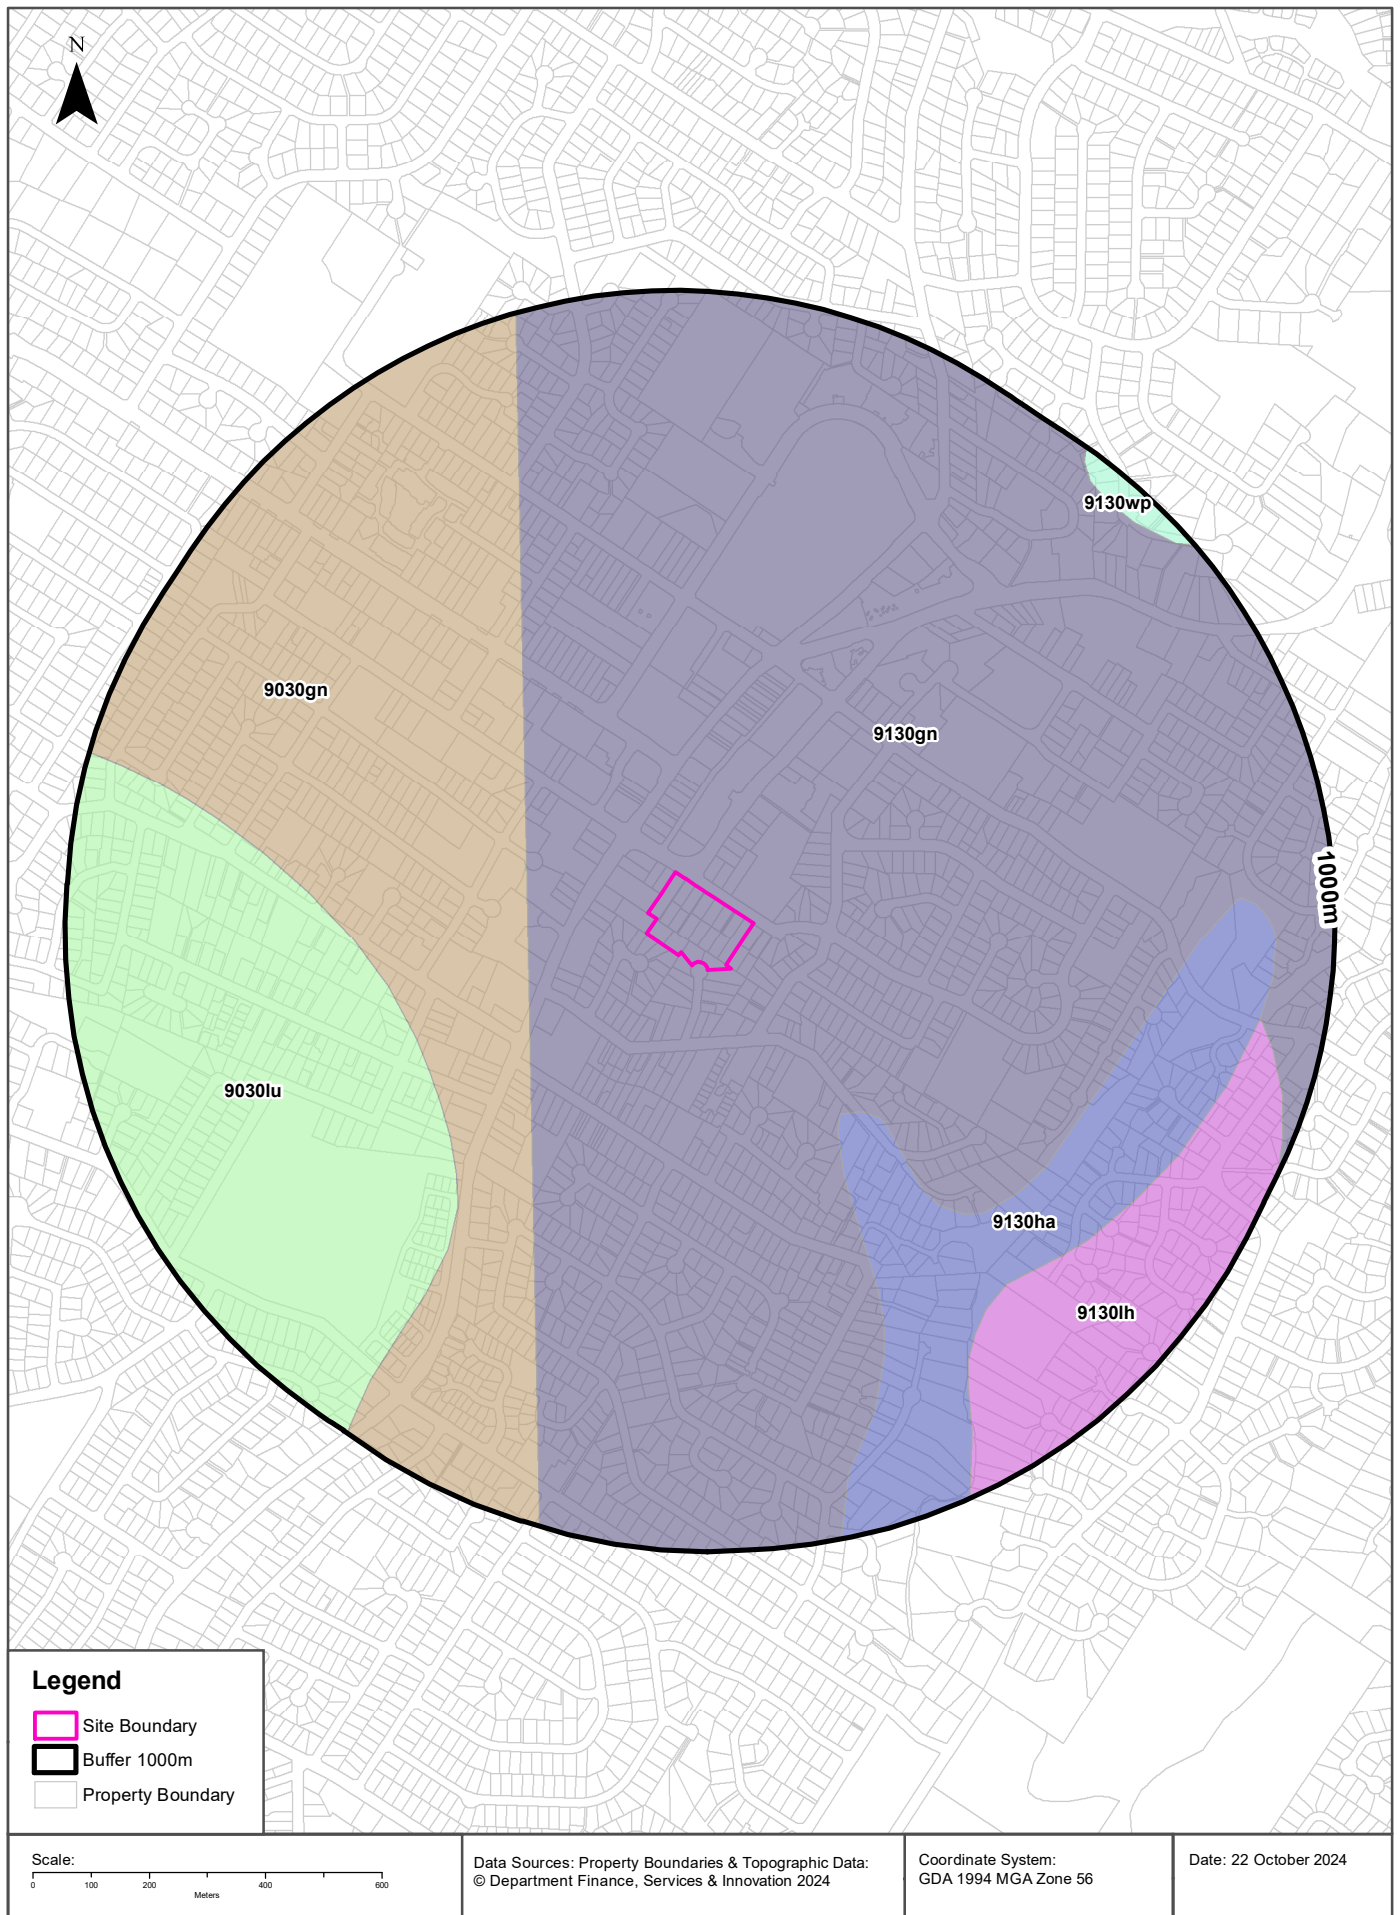 N
9130wp
9030gn
9130gn
1000m
9030lu
9130ha
9130lh
Legend
Site Boundary
Buffer 1000m
Property Boundary
Scale:
0 100 200 400 600
Meters
Data Sources: Property Boundaries & Topographic Data:
© Department Finance, Services & Innovation 2024
Coordinate System:
GDA 1994 MGA Zone 56
Date: 22 October 2024